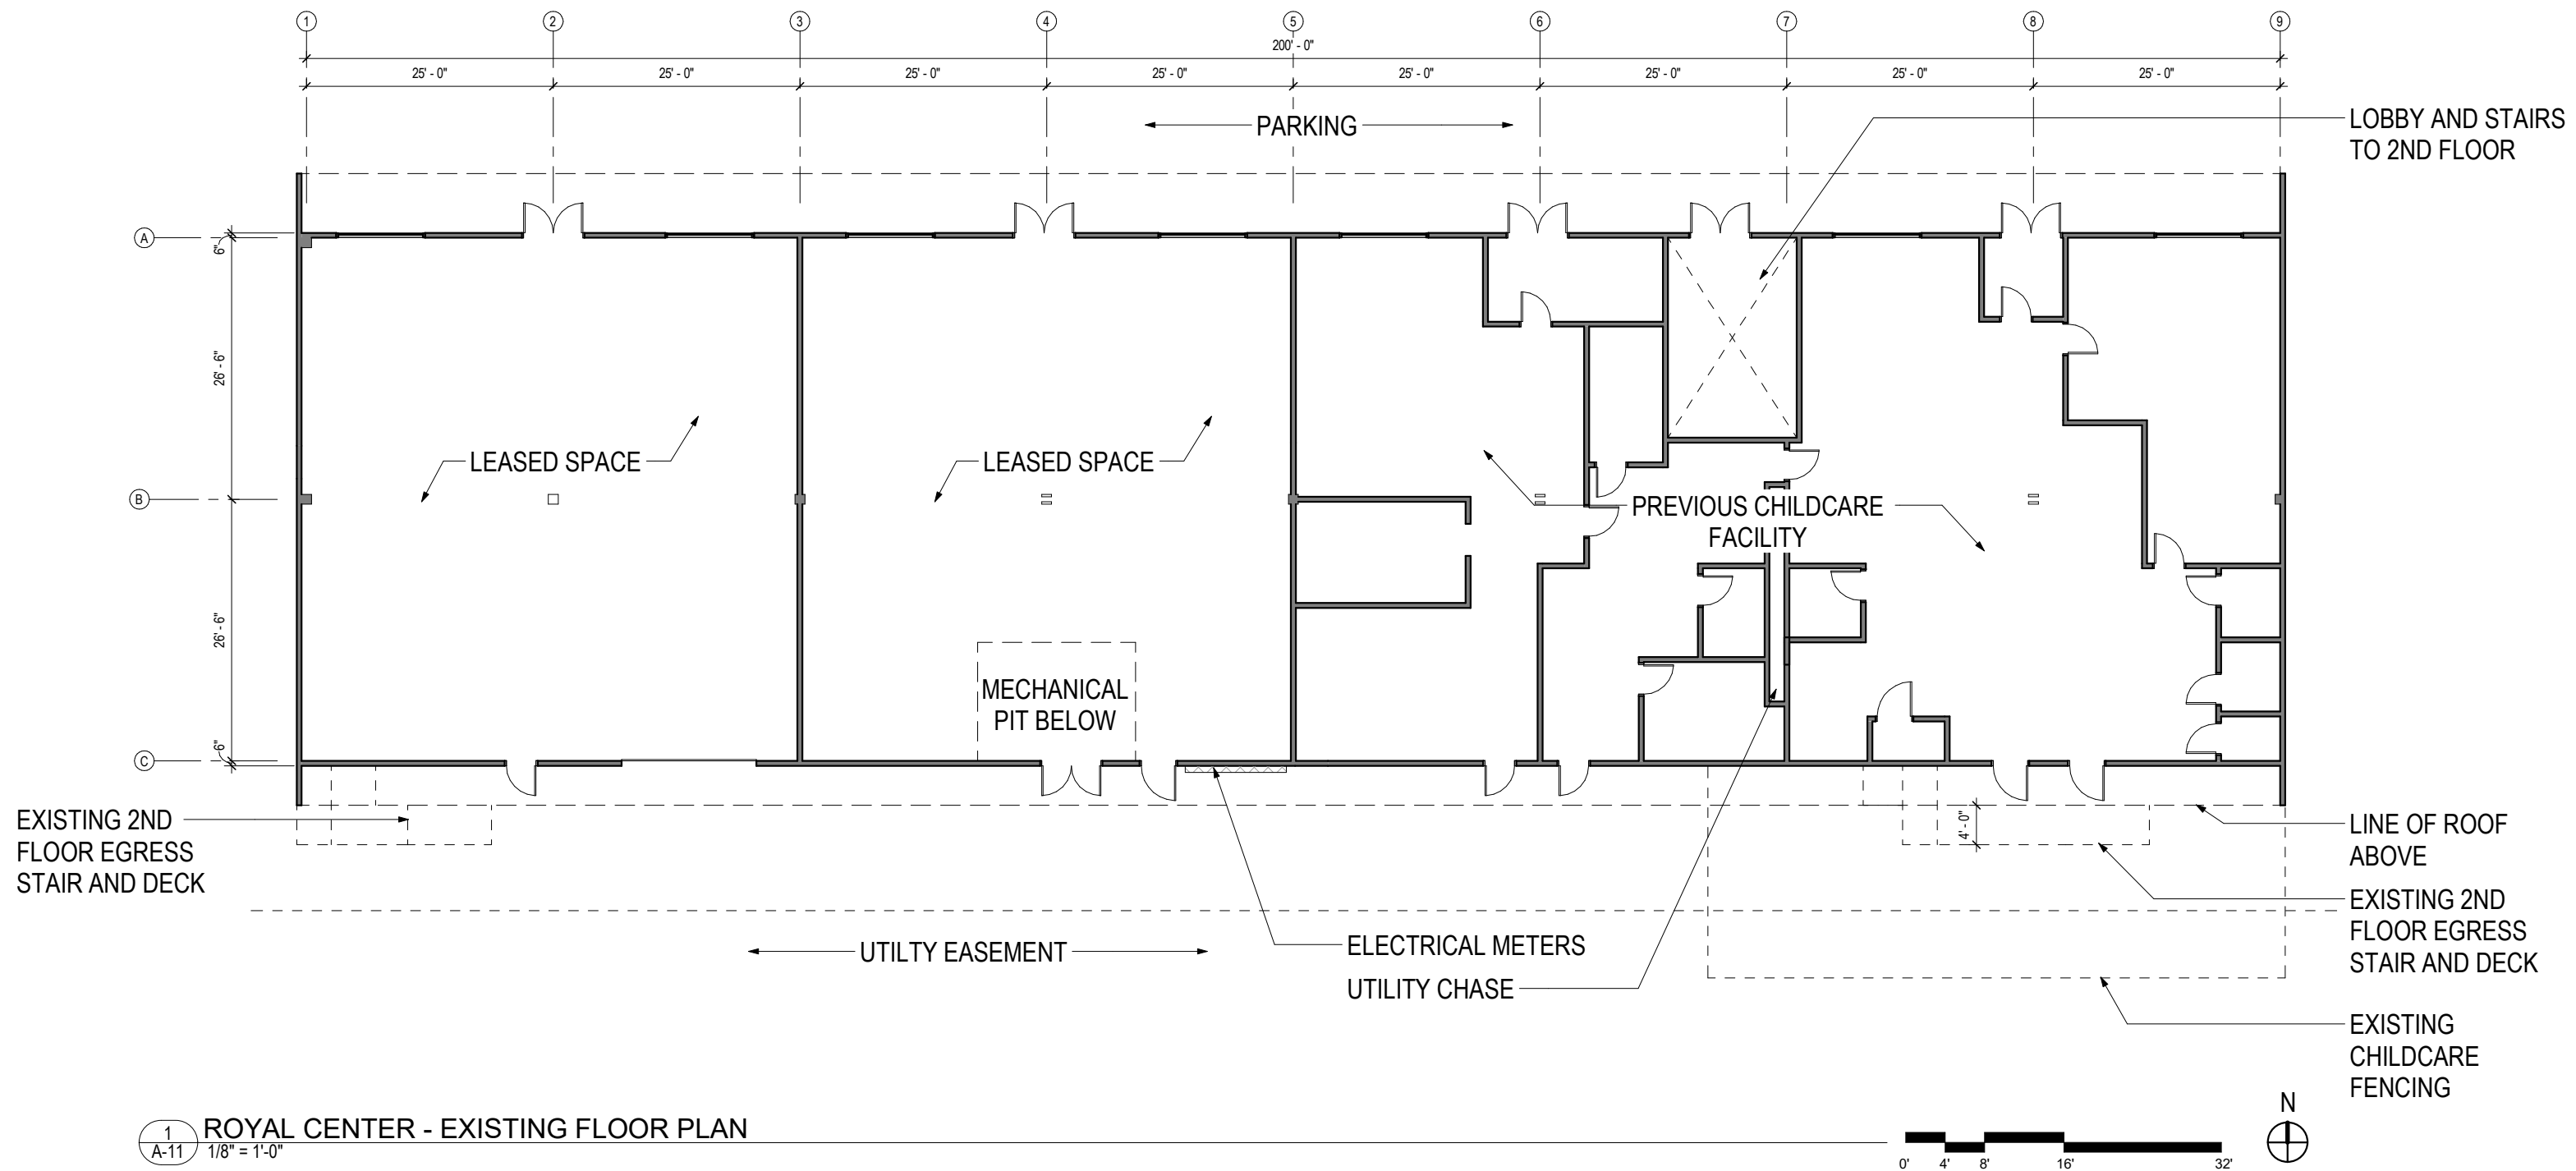 1
2
3
4
5
6
7
8
9
200' - 0"
25' - 0"
25' - 0"
25' - 0"
25' - 0"
25' - 0"
25' - 0"
25' - 0"
25' - 0"
PARKING
LOBBY AND STAIRS
TO 2ND FLOOR
A
6"
26' - 6"
LEASED SPACE
LEASED SPACE
B
PREVIOUS CHILDCARE
FACILITY
26' - 6"
MECHANICAL
PIT BELOW
C
6"
EXISTING 2ND
FLOOR EGRESS
STAIR AND DECK
4' - 0"
LINE OF ROOF
ABOVE
EXISTING 2ND
FLOOR EGRESS
STAIR AND DECK
UTILTY EASEMENT
ELECTRICAL METERS
UTILITY CHASE
EXISTING
CHILDCARE
FENCING
1
A-11
ROYAL CENTER - EXISTING FLOOR PLAN
1/8" = 1'-0"
0'
4'
8'
16'
32'
N